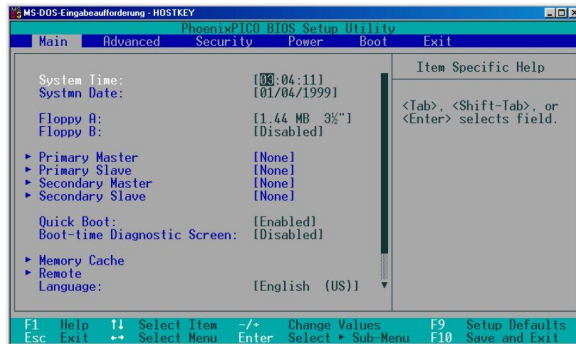 MS-DOS-Eingabeaufforderung - HOSTKEY
PhoenixPICO BIOS Setup Utility
Main Advanced Security Power Boot Exit
System Time: [03:04:11]
Systmn Date: [01/04/1999]
Floppy A: [1.44 MB 3½"]
Floppy B: [Disabled]
► Primary Master [None]
► Primary Slave [None]
► Secondary Master [None]
► Secondary Slave [None]
Quick Boot: [Enabled]
Boot-time Diagnostic Screen: [Disabled]
► Memory Cache
► Remote
Language: [English (US)] ▼
Item Specific Help
<Tab>, <Shift-Tab>, or
<Enter> selects field.
F1 Help ↑↓ Select Item -/+ Change Values F9 Setup Defaults
Esc Exit ←→ Select Menu Enter Select ► Sub-Menu F10 Save and Exit